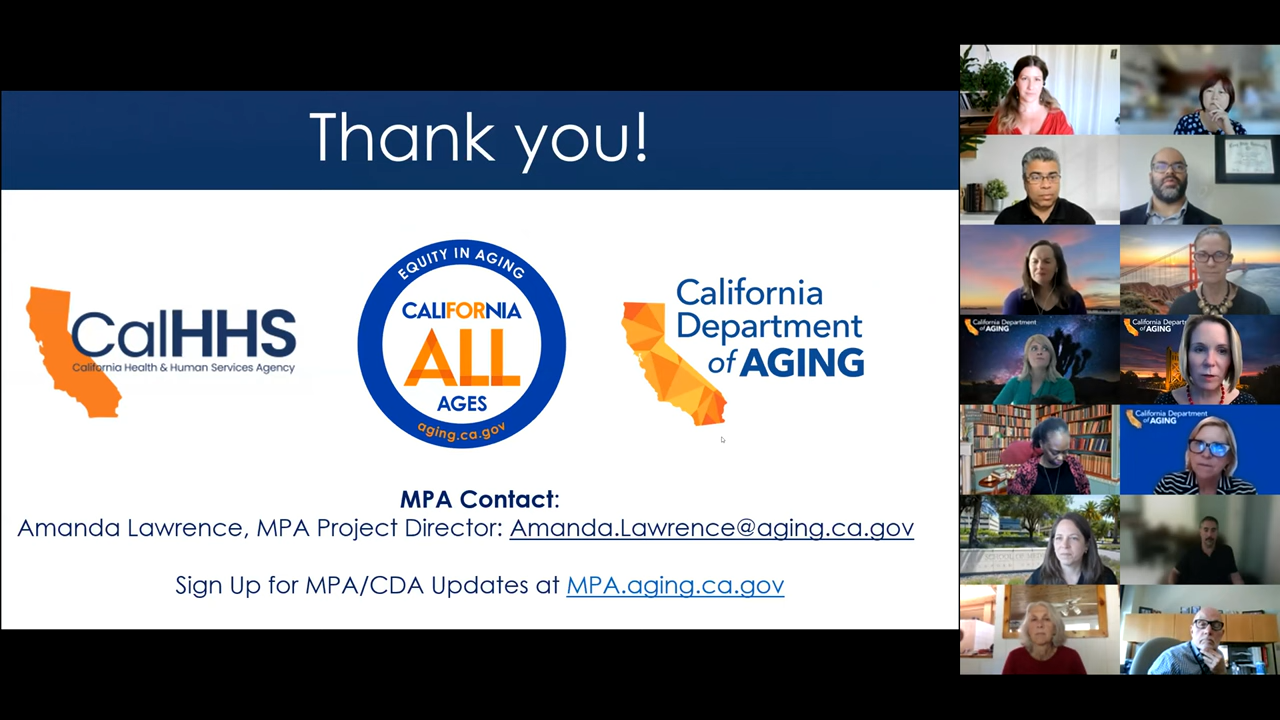 Thank you!
CalHHS
California Health & Human Services Agency
EQUITY IN AGING
CALIFORNIA
ALL
AGES
aging.ca.gov
California
Department
of AGING
MPA Contact:
Amanda Lawrence, MPA Project Director: Amanda.Lawrence@aging.ca.gov
Sign Up for MPA/CDA Updates at MPA.aging.ca.gov
California Department
of AGING
California Depart
of AGING
California Department
of AGING